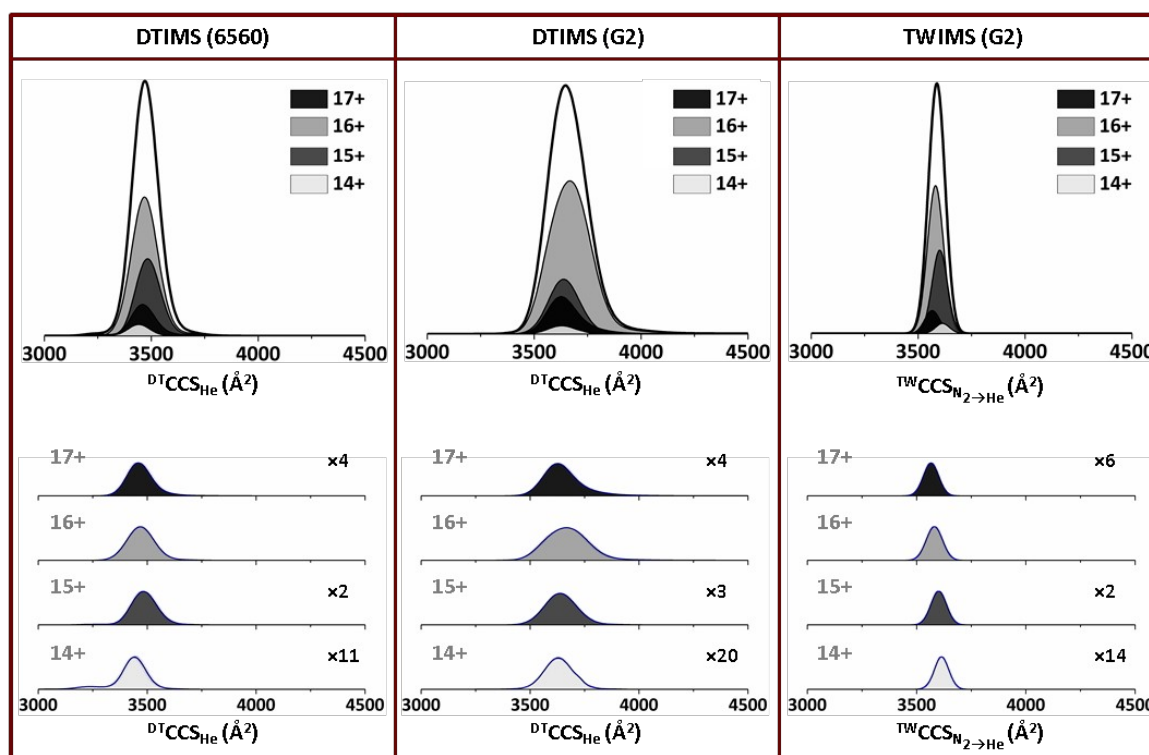 DTIMS (6560)
17+
16+
15+
14+
3000 3500 4000 4500
DTCCSHe (Å2)
17+ ×4
16+
15+ ×2
14+ ×11
3000 3500 4000 4500
DTCCSHe (Å2)
DTIMS (G2)
17+
16+
15+
14+
3000 3500 4000 4500
DTCCSHe (Å2)
17+ ×4
16+
15+ ×3
14+ ×20
3000 3500 4000 4500
DTCCSHe (Å2)
TWIMS (G2)
17+
16+
15+
14+
3000 3500 4000 4500
TWCCSN2→He (Å2)
17+ ×6
16+
15+ ×2
14+ ×14
3000 3500 4000 4500
TWCCSN2→He (Å2)